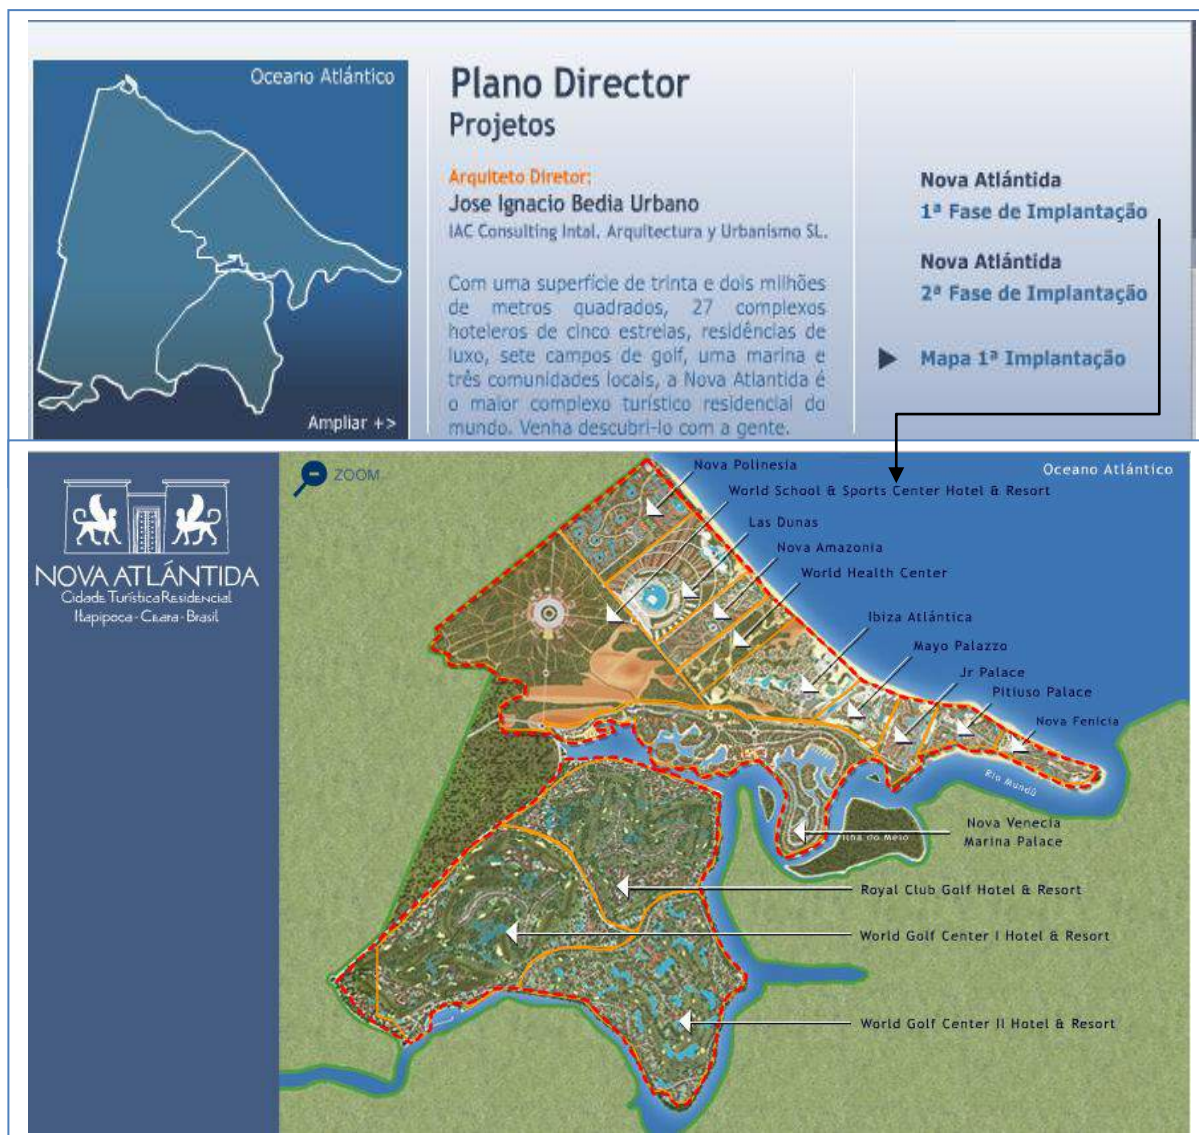 Oceano Atlántico
Ampliar +>
Plano Director
Projetos
Arquiteto Diretor:
Jose Ignacio Bedia Urbano
IAC Consulting Intal. Arquitectura y Urbanismo SL.
Com uma superfície de trinta e dois milhões
de metros quadrados, 27 complexos
hoteleros de cinco estrelas, residências de
luxo, sete campos de golf, uma marina e
três comunidades locais, a Nova Atlantida é
o maior complexo turístico residencial do
mundo. Venha descubri-lo com a gente.
Nova Atlántida
1ª Fase de Implantação
Nova Atlántida
2ª Fase de Implantação
Mapa 1ª Implantação
NOVA ATLÁNTIDA
Cidade Turística Residencial
Itapipoca - Ceara - Brasil
ZOOM
Oceano Atlántico
Nova Polinesia
World School & Sports Center Hotel & Resort
Las Dunas
Nova Amazonia
World Health Center
Ibiza Atlántica
Mayo Palazzo
Jr Palace
Pitiuso Palace
Nova Fenicia
Rio Mundŭ
Nova Venecia
Marina Palace
Ilha do Meio
Royal Club Golf Hotel & Resort
World Golf Center I Hotel & Resort
World Golf Center II Hotel & Resort